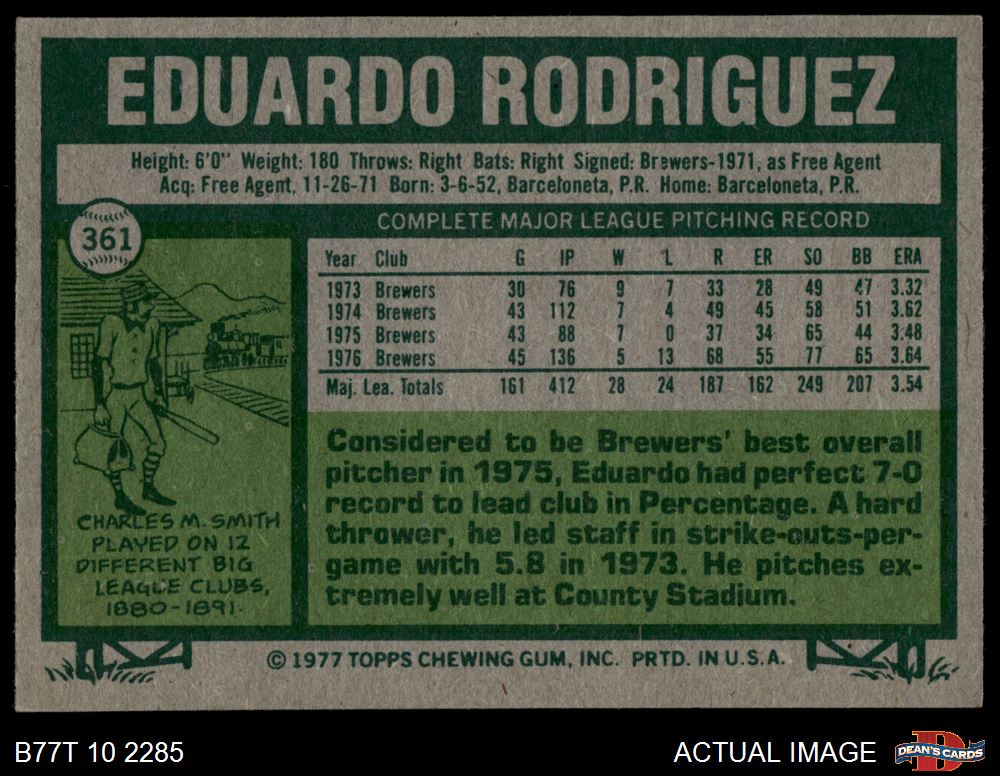 EDUARDO RODRIGUEZ
Height: 6'0" Weight: 180 Throws: Right Bats: Right Signed: Brewers-1971, as Free Agent
Acq: Free Agent, 11-26-71 Born: 3-6-52, Barceloneta, P.R. Home: Barceloneta, P.R.
361
COMPLETE MAJOR LEAGUE PITCHING RECORD
Year Club G IP W L R ER SO BB ERA
1973 Brewers 30 76 9 7 33 28 49 47 3.32
1974 Brewers 43 112 7 4 49 45 58 51 3.62
1975 Brewers 43 88 7 0 37 34 65 44 3.48
1976 Brewers 45 136 5 13 68 55 77 65 3.64
Maj. Lea. Totals 161 412 28 24 187 162 249 207 3.54
Considered to be Brewers' best overall
pitcher in 1975, Eduardo had perfect 7-0
record to lead club in Percentage. A hard
thrower, he led staff in strike-outs-per-
game with 5.8 in 1973. He pitches ex-
tremely well at County Stadium.
CHARLES M. SMITH
PLAYED ON 12
DIFFERENT BIG
LEAGUE CLUBS,
1880-1891.
© 1977 TOPPS CHEWING GUM, INC. PRTD. IN U.S.A.
B77T 10 2285
ACTUAL IMAGE
D
DEAN'S CARDS